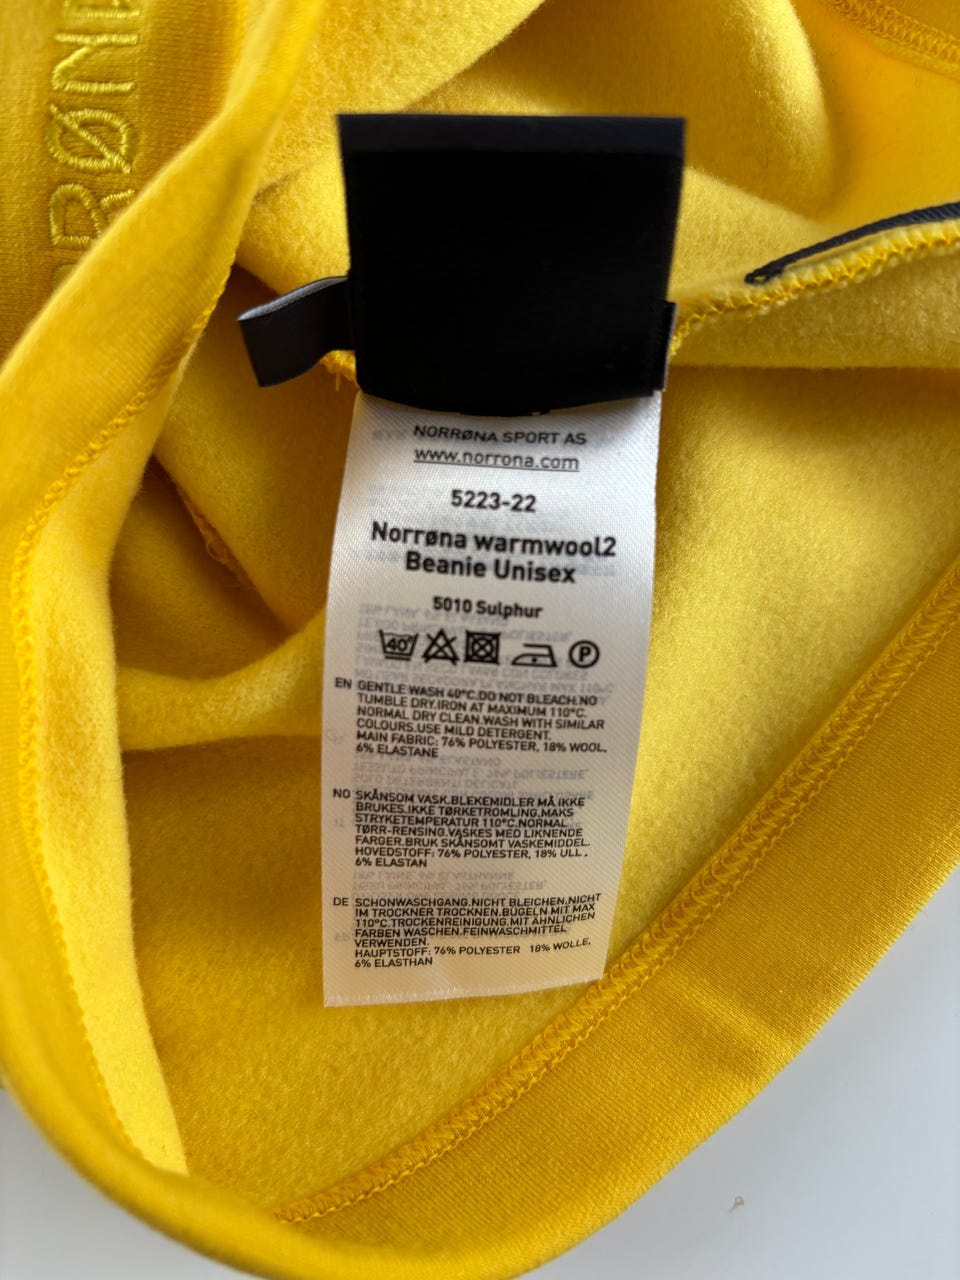 RØNE
NORRØNA SPORT AS
www.norrona.com
5223-22
Norrøna warmwool2
Beanie Unisex
5010 Sulphur
40° P
EN GENTLE WASH 40°C.DO NOT BLEACH.NO
TUMBLE DRY.IRON AT MAXIMUM 110°C.
NORMAL DRY CLEAN.WASH WITH SIMILAR
COLOURS.USE MILD DETERGENT.
MAIN FABRIC: 76% POLYESTER, 18% WOOL,
6% ELASTANE
NO SKÅNSOM VASK.BLEKEMIDLER MÅ IKKE
BRUKES.IKKE TØRKETROMLING.MAKS
STRYKETEMPERATUR 110°C.NORMAL
TØRR-RENSING.VASKES MED LIKNENDE
FARGER.BRUK SKÅNSOMT VASKEMIDDEL.
HOVEDSTOFF: 76% POLYESTER, 18% ULL,
6% ELASTAN
DE SCHONWASCHGANG.NICHT BLEICHEN.NICHT
IM TROCKNER TROCKNEN.BÜGELN MIT MAX
110°C.TROCKENREINIGUNG.MIT ÄHNLICHEN
FARBEN WASCHEN.FEINWASCHMITTEL
VERWENDEN.
HAUPTSTOFF: 76% POLYESTER 18% WOLLE,
6% ELASTHAN